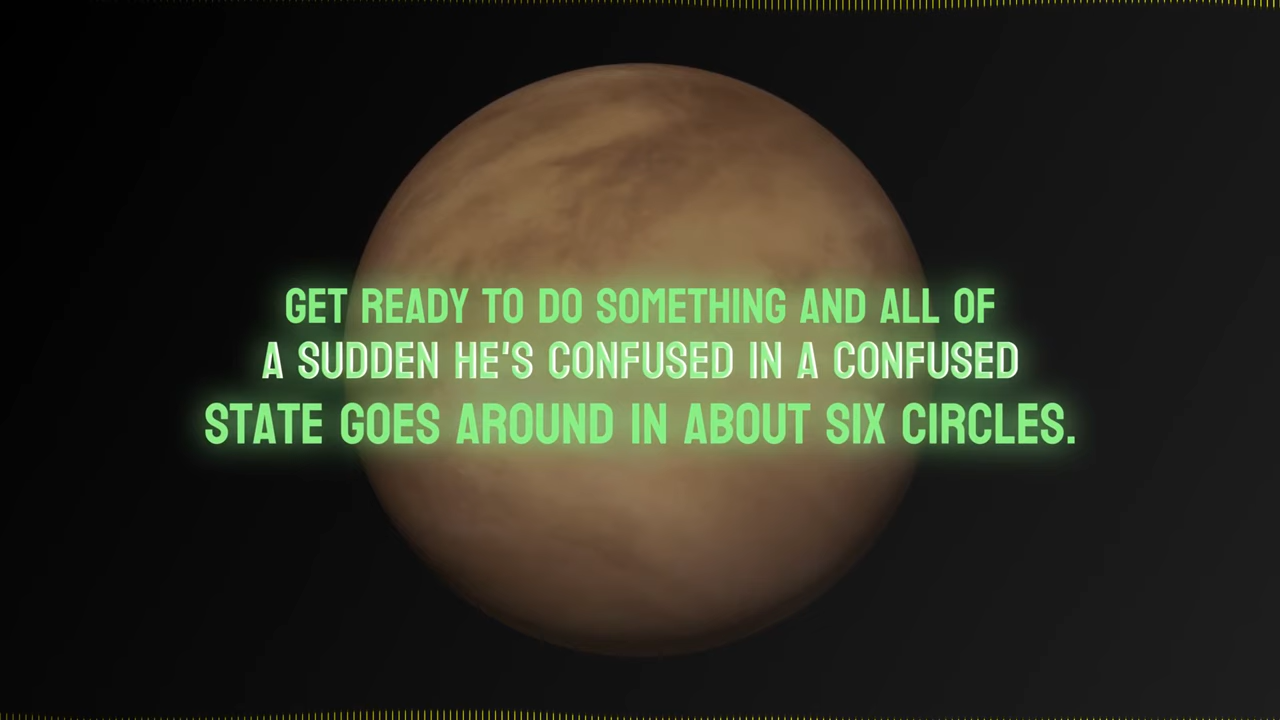 GET READY TO DO SOMETHING AND ALL OF
A SUDDEN HE'S CONFUSED IN A CONFUSED
STATE GOES AROUND IN ABOUT SIX CIRCLES.